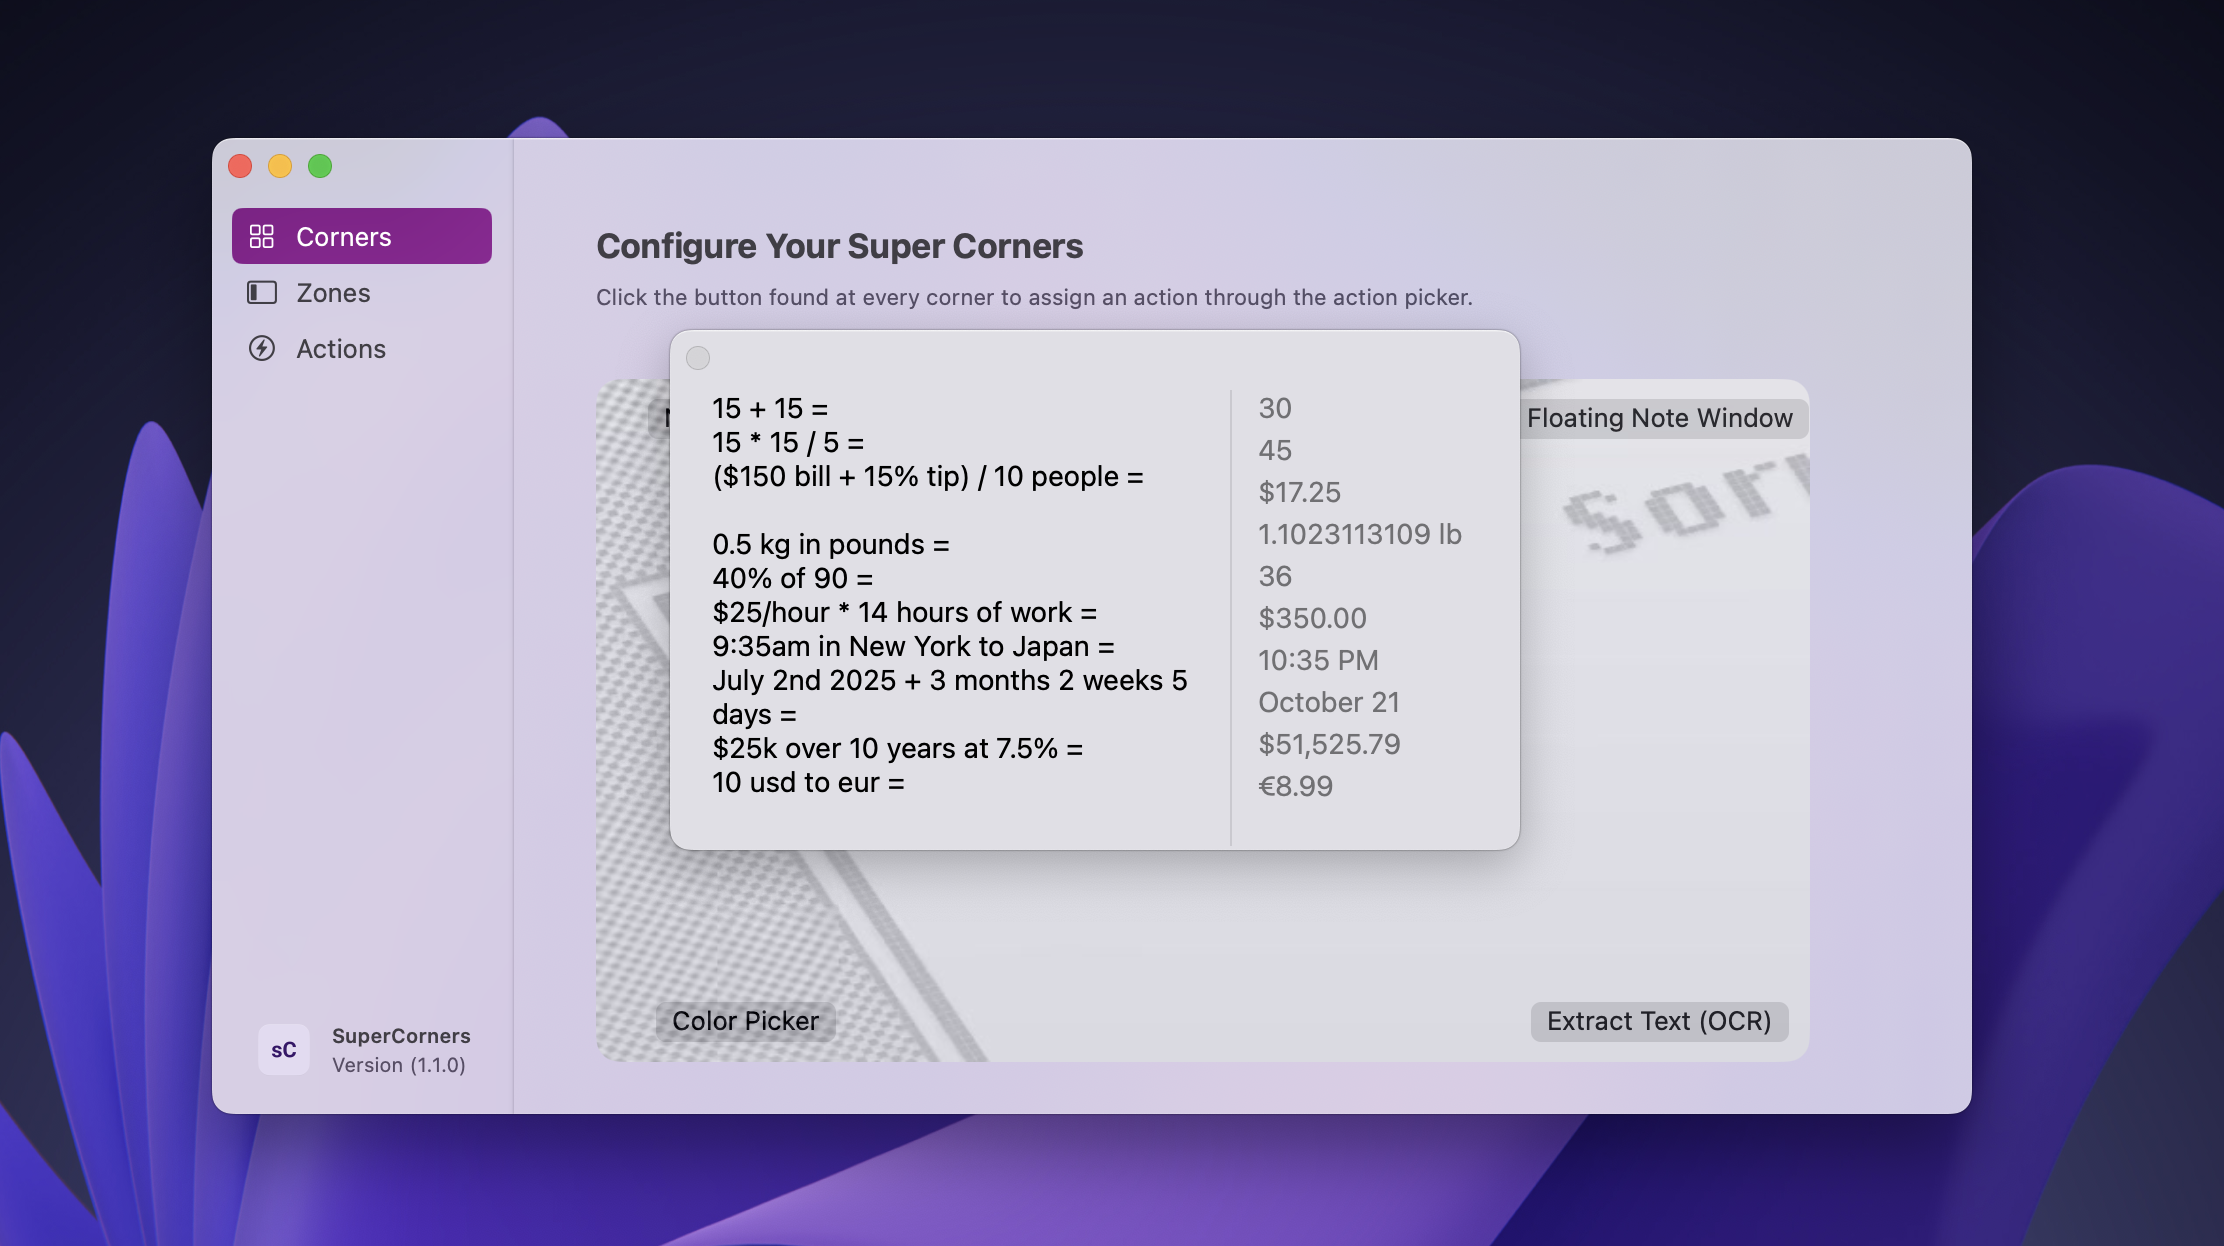 Corners
Zones
Actions
SuperCorners
Version (1.1.0)
sC
Configure Your Super Corners
Click the button found at every corner to assign an action through the action picker.
15 + 15 =
15 * 15 / 5 =
($150 bill + 15% tip) / 10 people =
0.5 kg in pounds =
40% of 90 =
$25/hour * 14 hours of work =
9:35am in New York to Japan =
July 2nd 2025 + 3 months 2 weeks 5
days =
$25k over 10 years at 7.5% =
10 usd to eur =
30
45
$17.25
1.1023113109 lb
36
$350.00
10:35 PM
October 21
$51,525.79
€8.99
Floating Note Window
Color Picker
Extract Text (OCR)